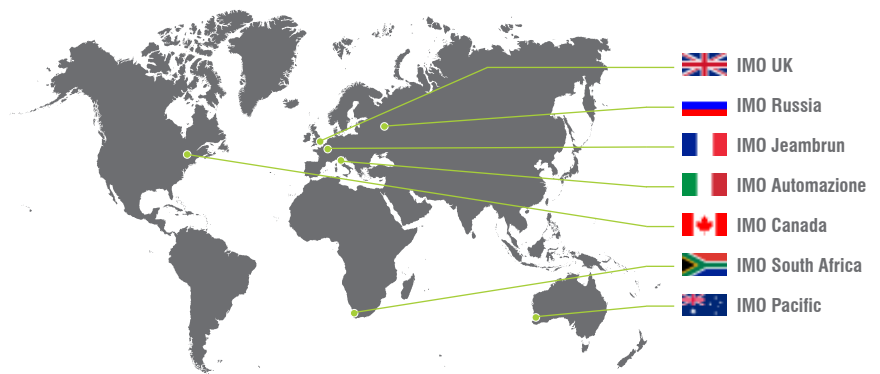 IMO UK
IMO Russia
IMO Jeambrun
IMO Automazione
IMO Canada
IMO South Africa
IMO Pacific